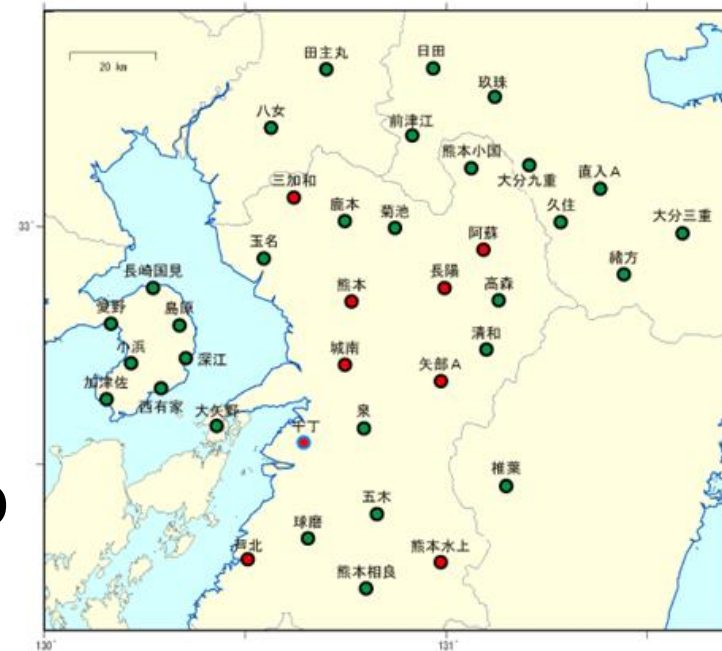 田主丸
日田
20 km
玖珠
八女
前津江
熊本小国
大分九重
直入A
三加和
鹿本
菊池
久住
大分三重
33°
玉名
阿蘇
緒方
長崎国見
熊本
長陽
高森
愛野
島原
小浜
深江
城南
清和
矢部A
加津佐
西有家
大矢野
泉
千丁
椎葉
五木
球磨
芦北
熊本水上
熊本相良
130°
131°